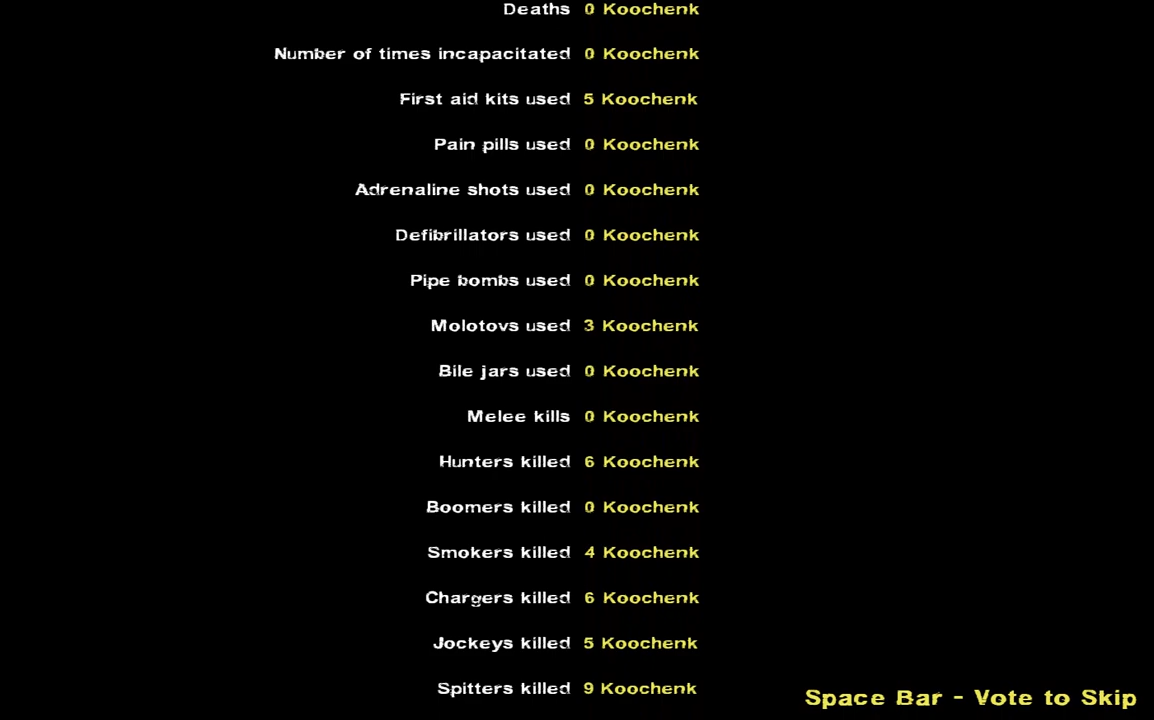 Deaths 0 Koochenk
Number of times incapacitated 0 Koochenk
First aid kits used 5 Koochenk
Pain pills used 0 Koochenk
Adrenaline shots used 0 Koochenk
Defibrillators used 0 Koochenk
Pipe bombs used 0 Koochenk
Molotovs used 3 Koochenk
Bile jars used 0 Koochenk
Melee kills 0 Koochenk
Hunters killed 6 Koochenk
Boomers killed 0 Koochenk
Smokers killed 4 Koochenk
Chargers killed 6 Koochenk
Jockeys killed 5 Koochenk
Spitters killed 9 Koochenk
Space Bar - Vote to Skip